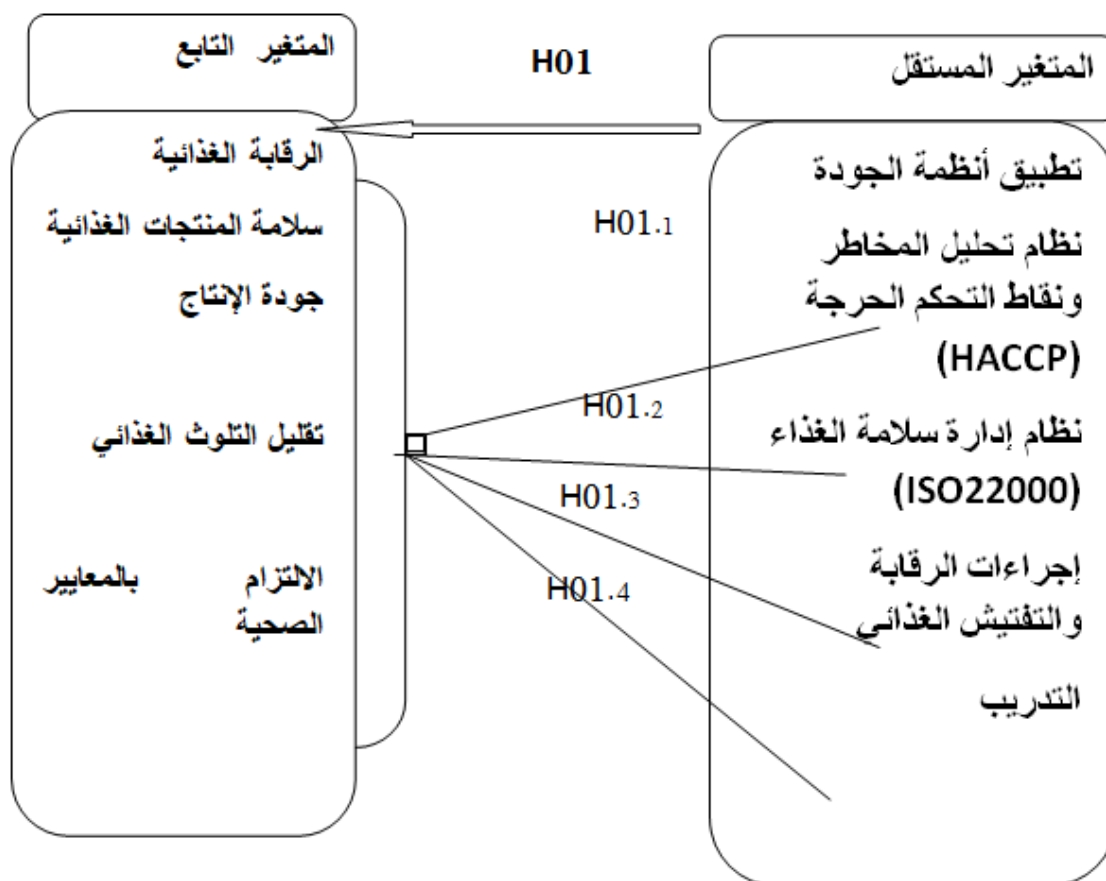 المتغير المستقل
تطبيق أنظمة الجودة
نظام تحليل المخاطر
ونقاط التحكم الحرجة
(HACCP)
نظام إدارة سلامة الغذاء
(ISO22000)
إجراءات الرقابة
والتفتيش الغذائي
التدريب
H01
H01.1
H01.2
H01.3
H01.4
المتغير التابع
الرقابة الغذائية
سلامة المنتجات الغذائية
جودة الإنتاج
تقليل التلوث الغذائي
الالتزام بالمعايير
الصحية